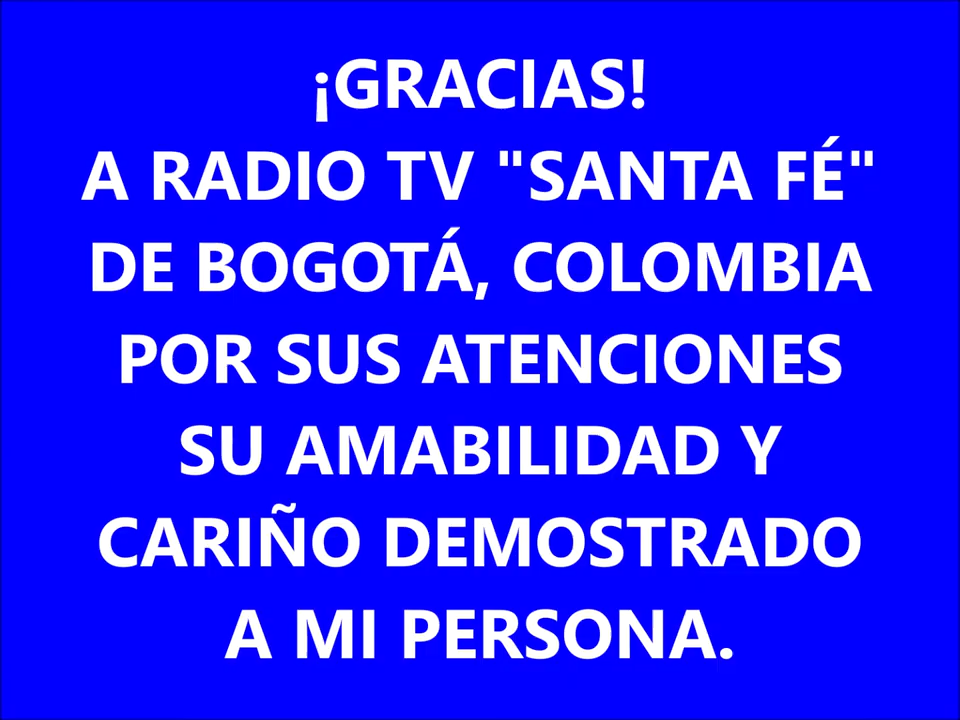 ¡GRACIAS!
A RADIO TV "SANTA FÉ"
DE BOGOTÁ, COLOMBIA
POR SUS ATENCIONES
SU AMABILIDAD Y
CARIÑO DEMOSTRADO
A MI PERSONA.